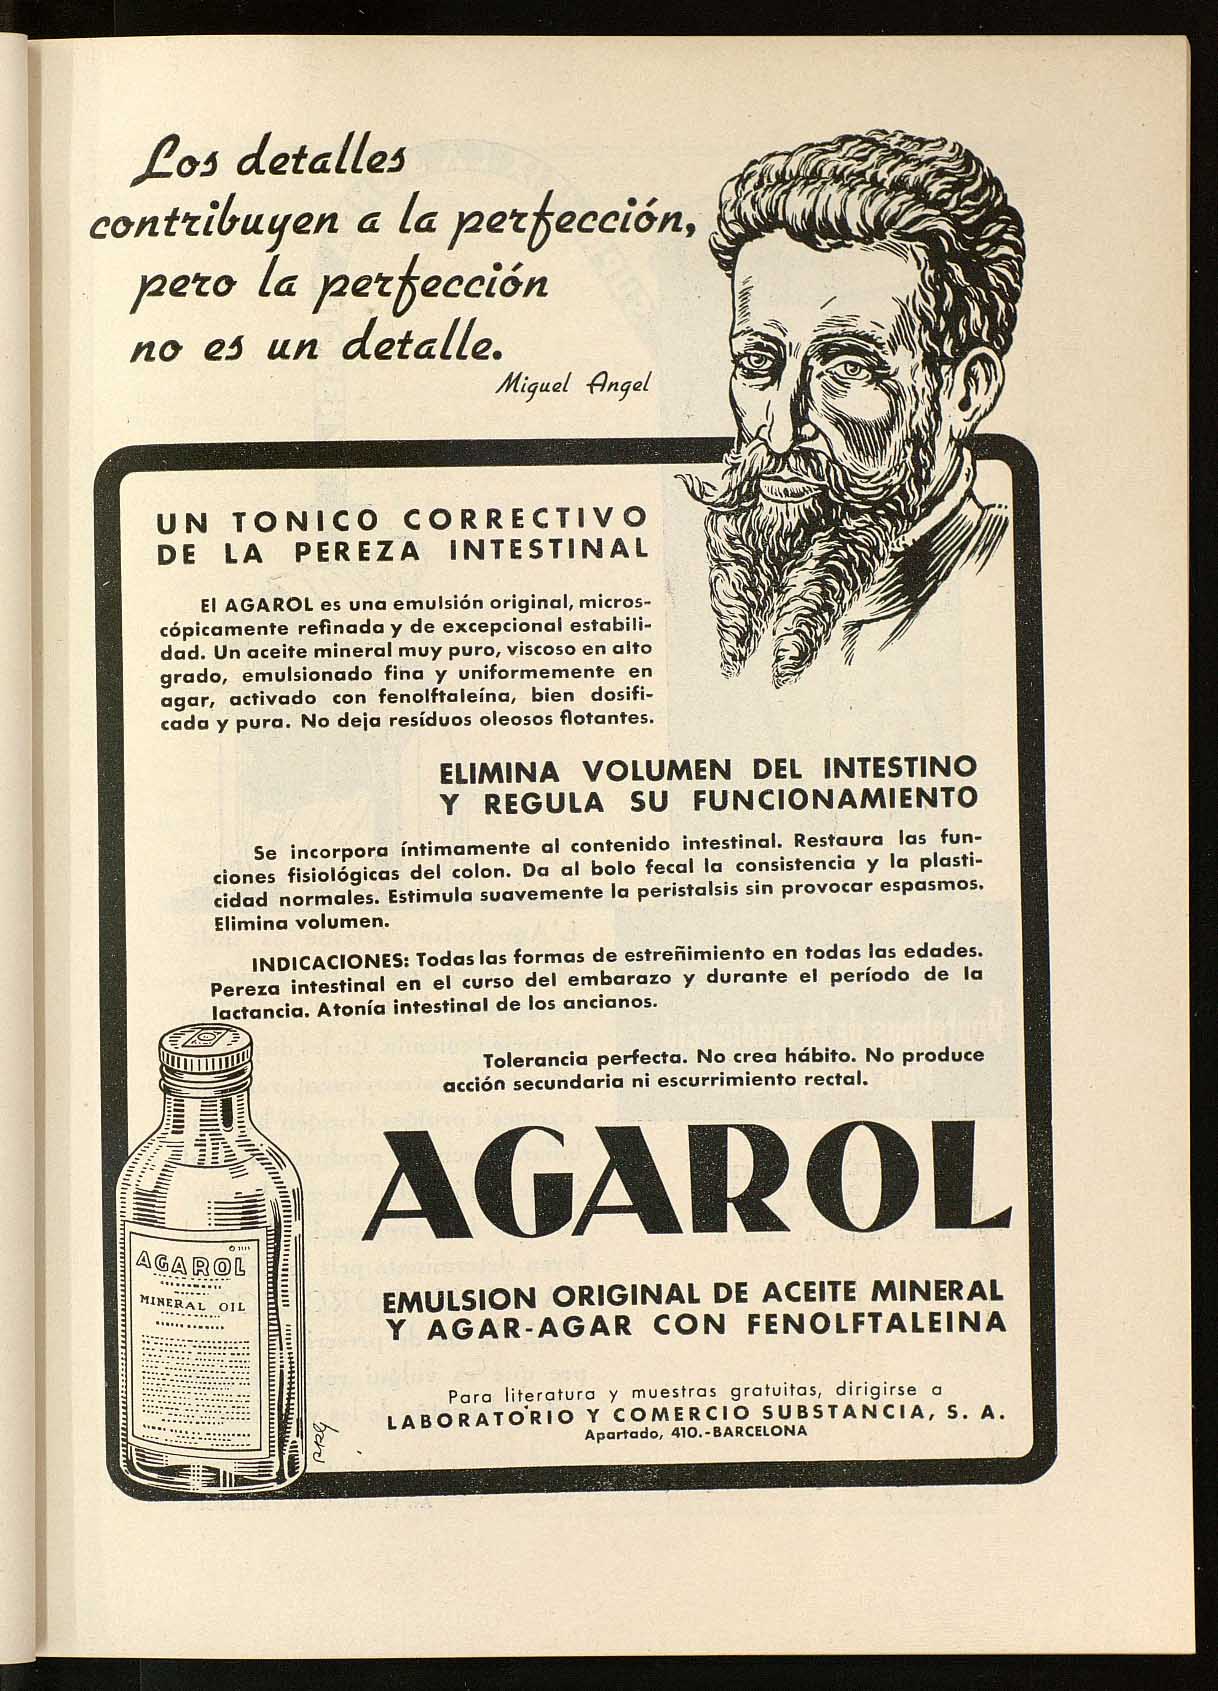 Los detalles
contribuyen a la perfección,
pero la perfección
no es un detalle.
Miguel Angel
UN TONICO CORRECTIVO
DE LA PEREZA INTESTINAL
El AGAROL es una emulsión original, micros-
cópicamente refinada y de excepcional estabili-
dad. Un aceite mineral muy puro, viscoso en alto
grado, emulsionado fina y uniformemente en
agar, activado con fenolftaleína, bien dosifi-
cada y pura. No deja resíduos oleosos flotantes.
ELIMINA VOLUMEN DEL INTESTINO
Y REGULA SU FUNCIONAMIENTO
Se incorpora íntimamente al contenido intestinal. Restaura las fun-
ciones fisiológicas del colon. Da al bolo fecal la consistencia y la plasti-
cidad normales. Estimula suavemente la peristalsis sin provocar espasmos.
Elimina volumen.
INDICACIONES: Todas las formas de estreñimiento en todas las edades.
Pereza intestinal en el curso del embarazo y durante el período de la
lactancia. Atonía intestinal de los ancianos.
Tolerancia perfecta. No crea hábito. No produce
acción secundaria ni escurrimiento rectal.
AGAROL
EMULSION ORIGINAL DE ACEITE MINERAL
Y AGAR-AGAR CON FENOLFTALEINA
AGAROL
MINERAL OIL
Para literatura y muestras gratuitas, dirigirse a
LABORATORIO Y COMERCIO SUBSTANCIA, S. A.
Apartado, 410.-BARCELONA